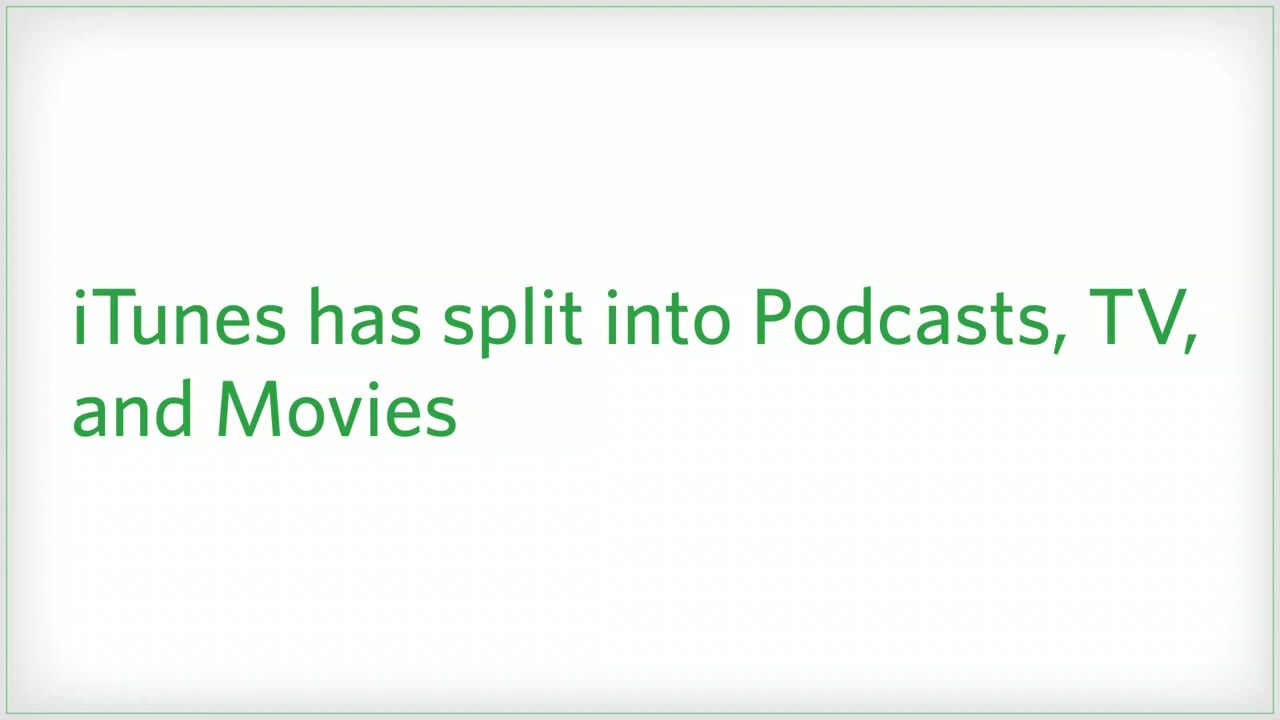 iTunes has split into Podcasts, TV,
and Movies